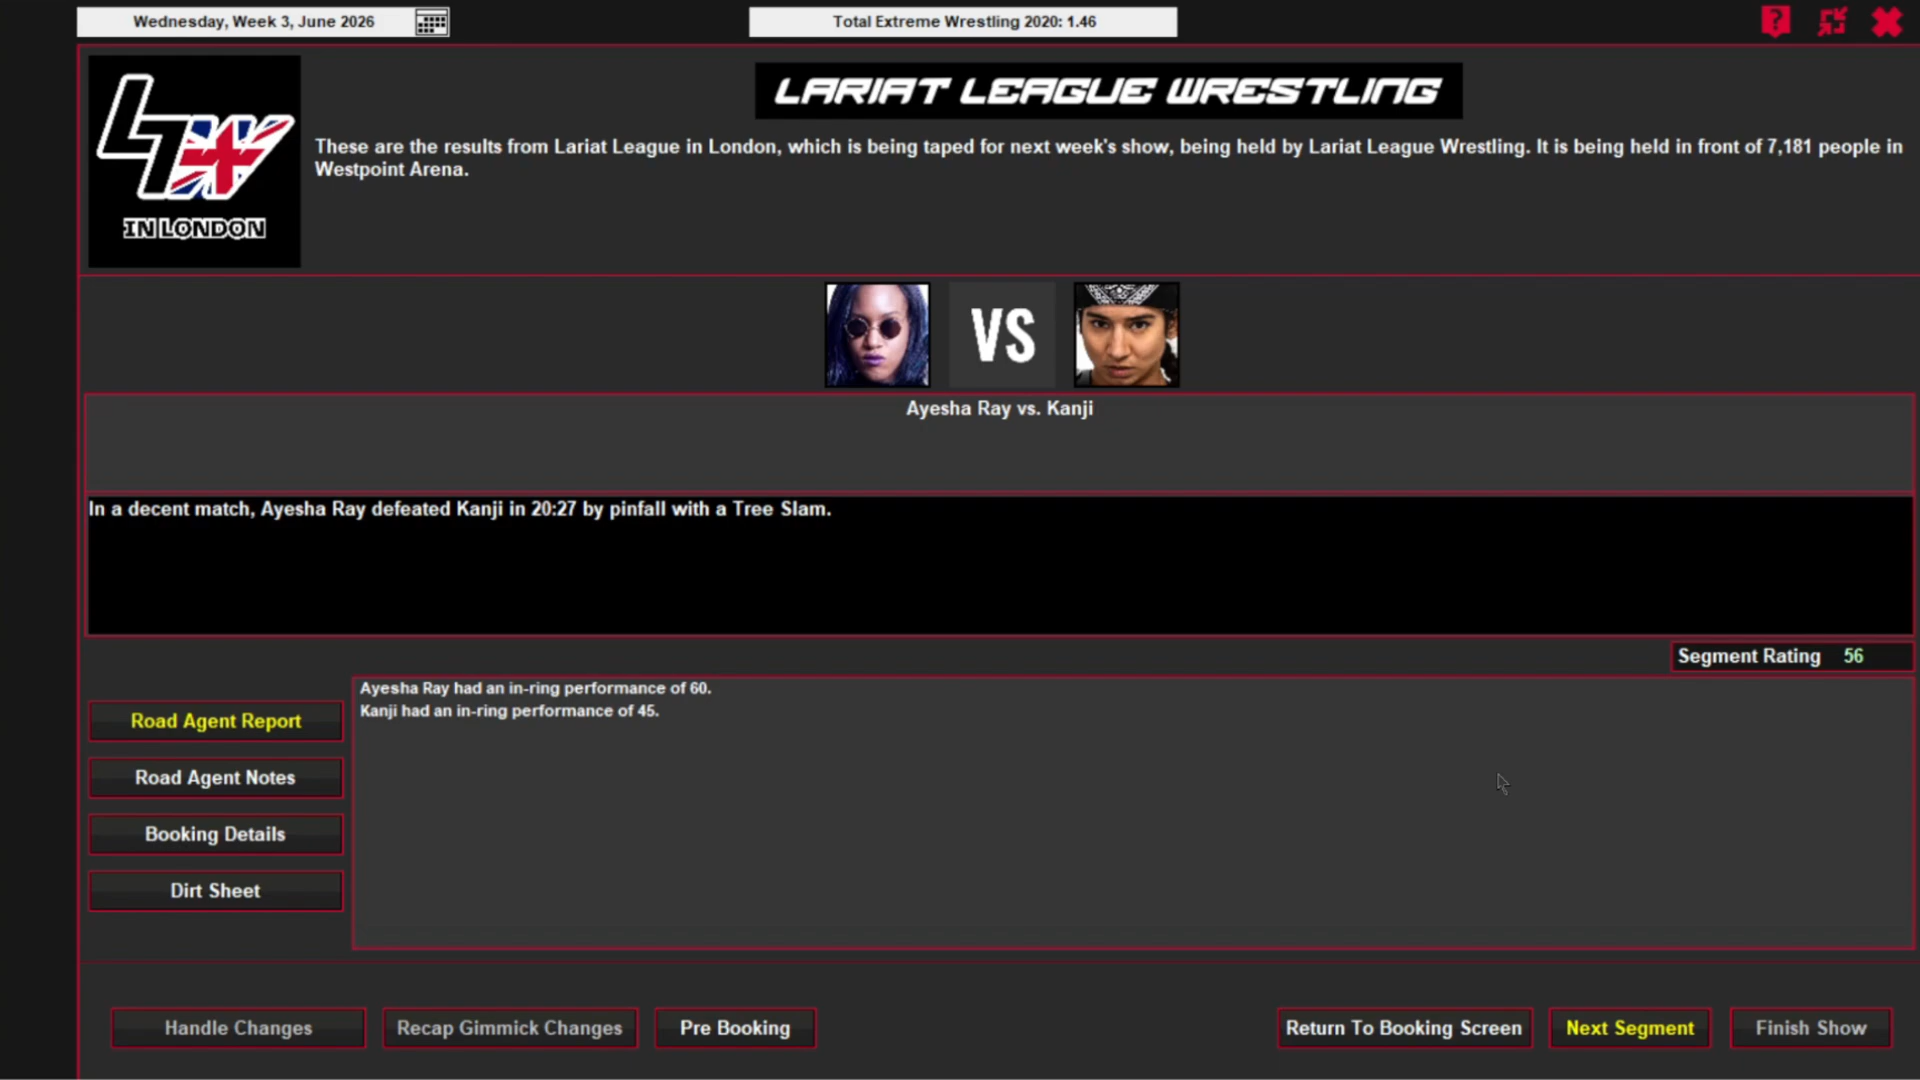 Wednesday, Week 3, June 2026
Total Extreme Wrestling 2020: 1.46
?
LLW
IN LONDON
LARIAT LEAGUE WRESTLING
These are the results from Lariat League in London, which is being taped for next week's show, being held by Lariat League Wrestling. It is being held in front of 7,181 people in
Westpoint Arena.
VS
Ayesha Ray vs. Kanji
In a decent match, Ayesha Ray defeated Kanji in 20:27 by pinfall with a Tree Slam.
Segment Rating 56
Ayesha Ray had an in-ring performance of 60.
Kanji had an in-ring performance of 45.
Road Agent Report
Road Agent Notes
Booking Details
Dirt Sheet
Handle Changes
Recap Gimmick Changes
Pre Booking
Return To Booking Screen
Next Segment
Finish Show